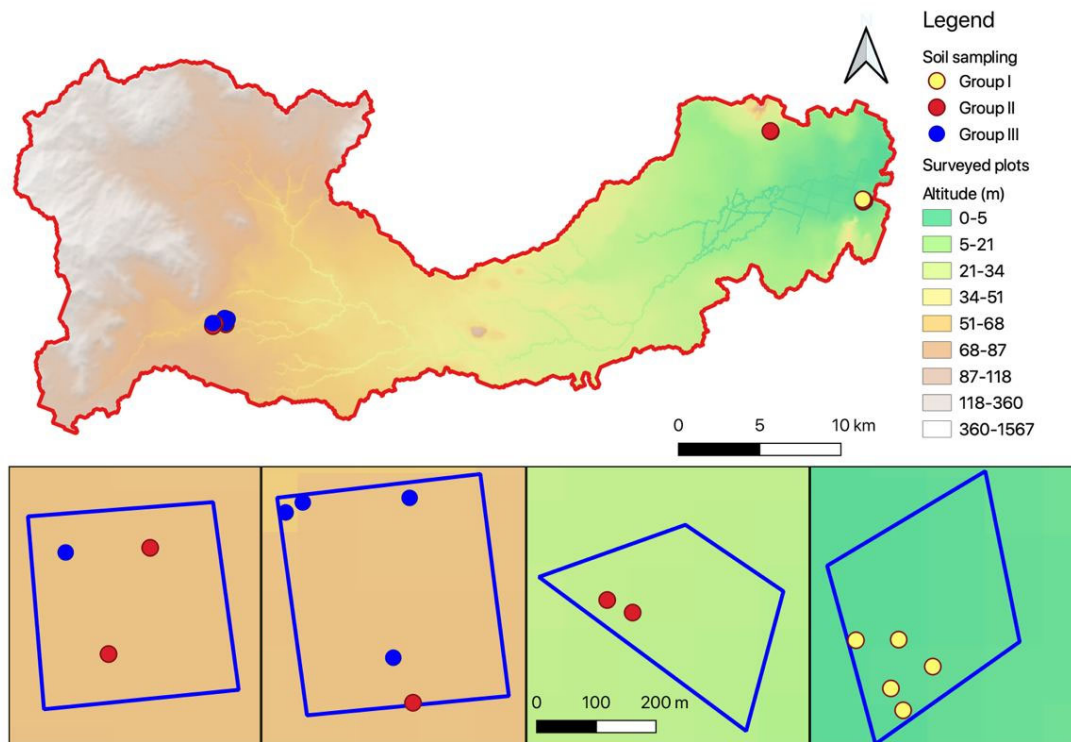 Legend
Soil sampling
Group I
Group II
Group III
Surveyed plots
Altitude (m)
0-5
5-21
21-34
34-51
51-68
68-87
87-118
118-360
360-1567
0 5 10 km
0 100 200 m